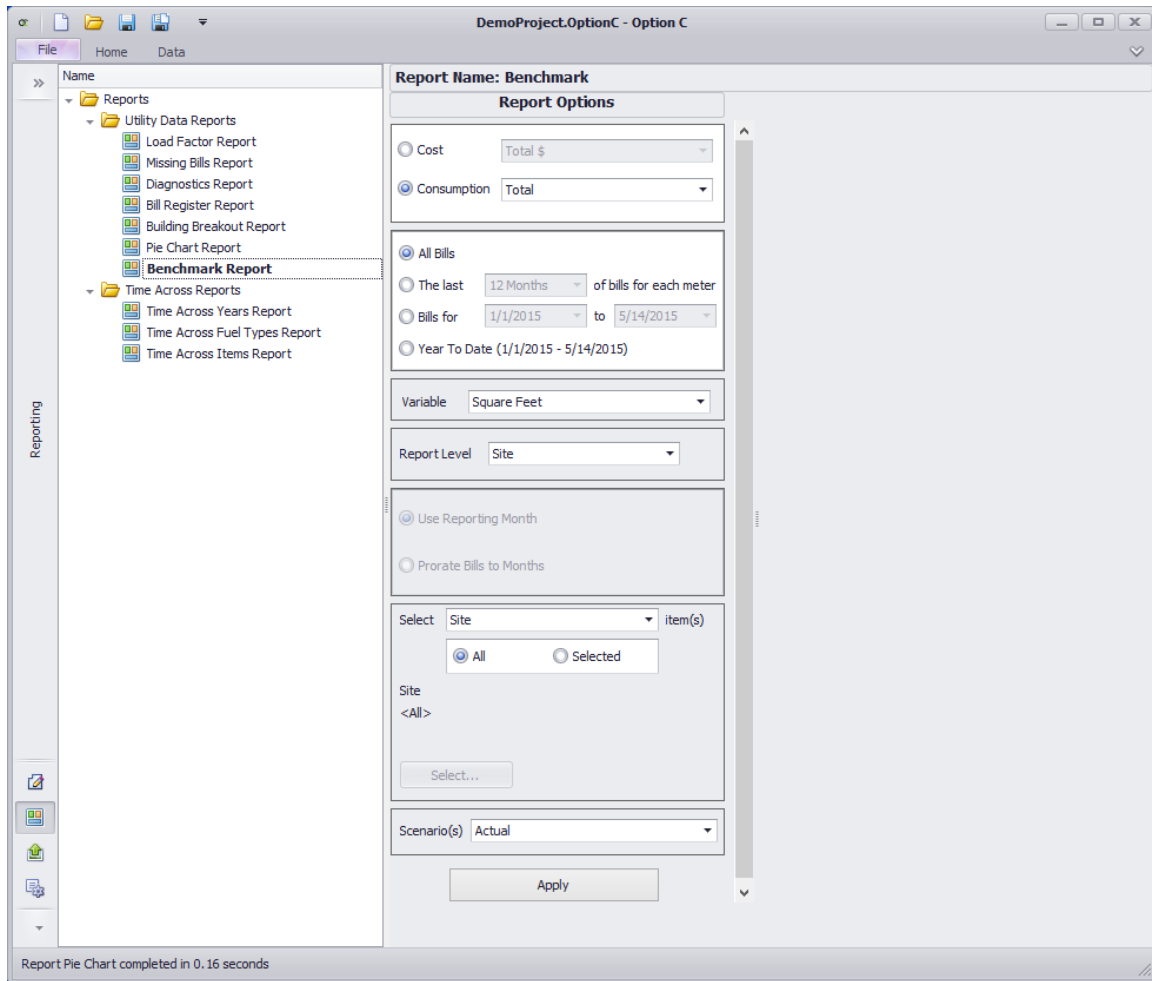 DemoProject.OptionC - Option C
File Home Data
Name
Reports
Utility Data Reports
Load Factor Report
Missing Bills Report
Diagnostics Report
Bill Register Report
Building Breakout Report
Pie Chart Report
Benchmark Report
Time Across Reports
Time Across Years Report
Time Across Fuel Types Report
Time Across Items Report
Reporting
Report Name: Benchmark
Report Options
Cost Total $
Consumption Total
All Bills
The last 12 Months of bills for each meter
Bills for 1/1/2015 to 5/14/2015
Year To Date (1/1/2015 - 5/14/2015)
Variable Square Feet
Report Level Site
Use Reporting Month
Prorate Bills to Months
Select Site item(s)
All Selected
Site
<All>
Select...
Scenario(s) Actual
Apply
Report Pie Chart completed in 0.16 seconds